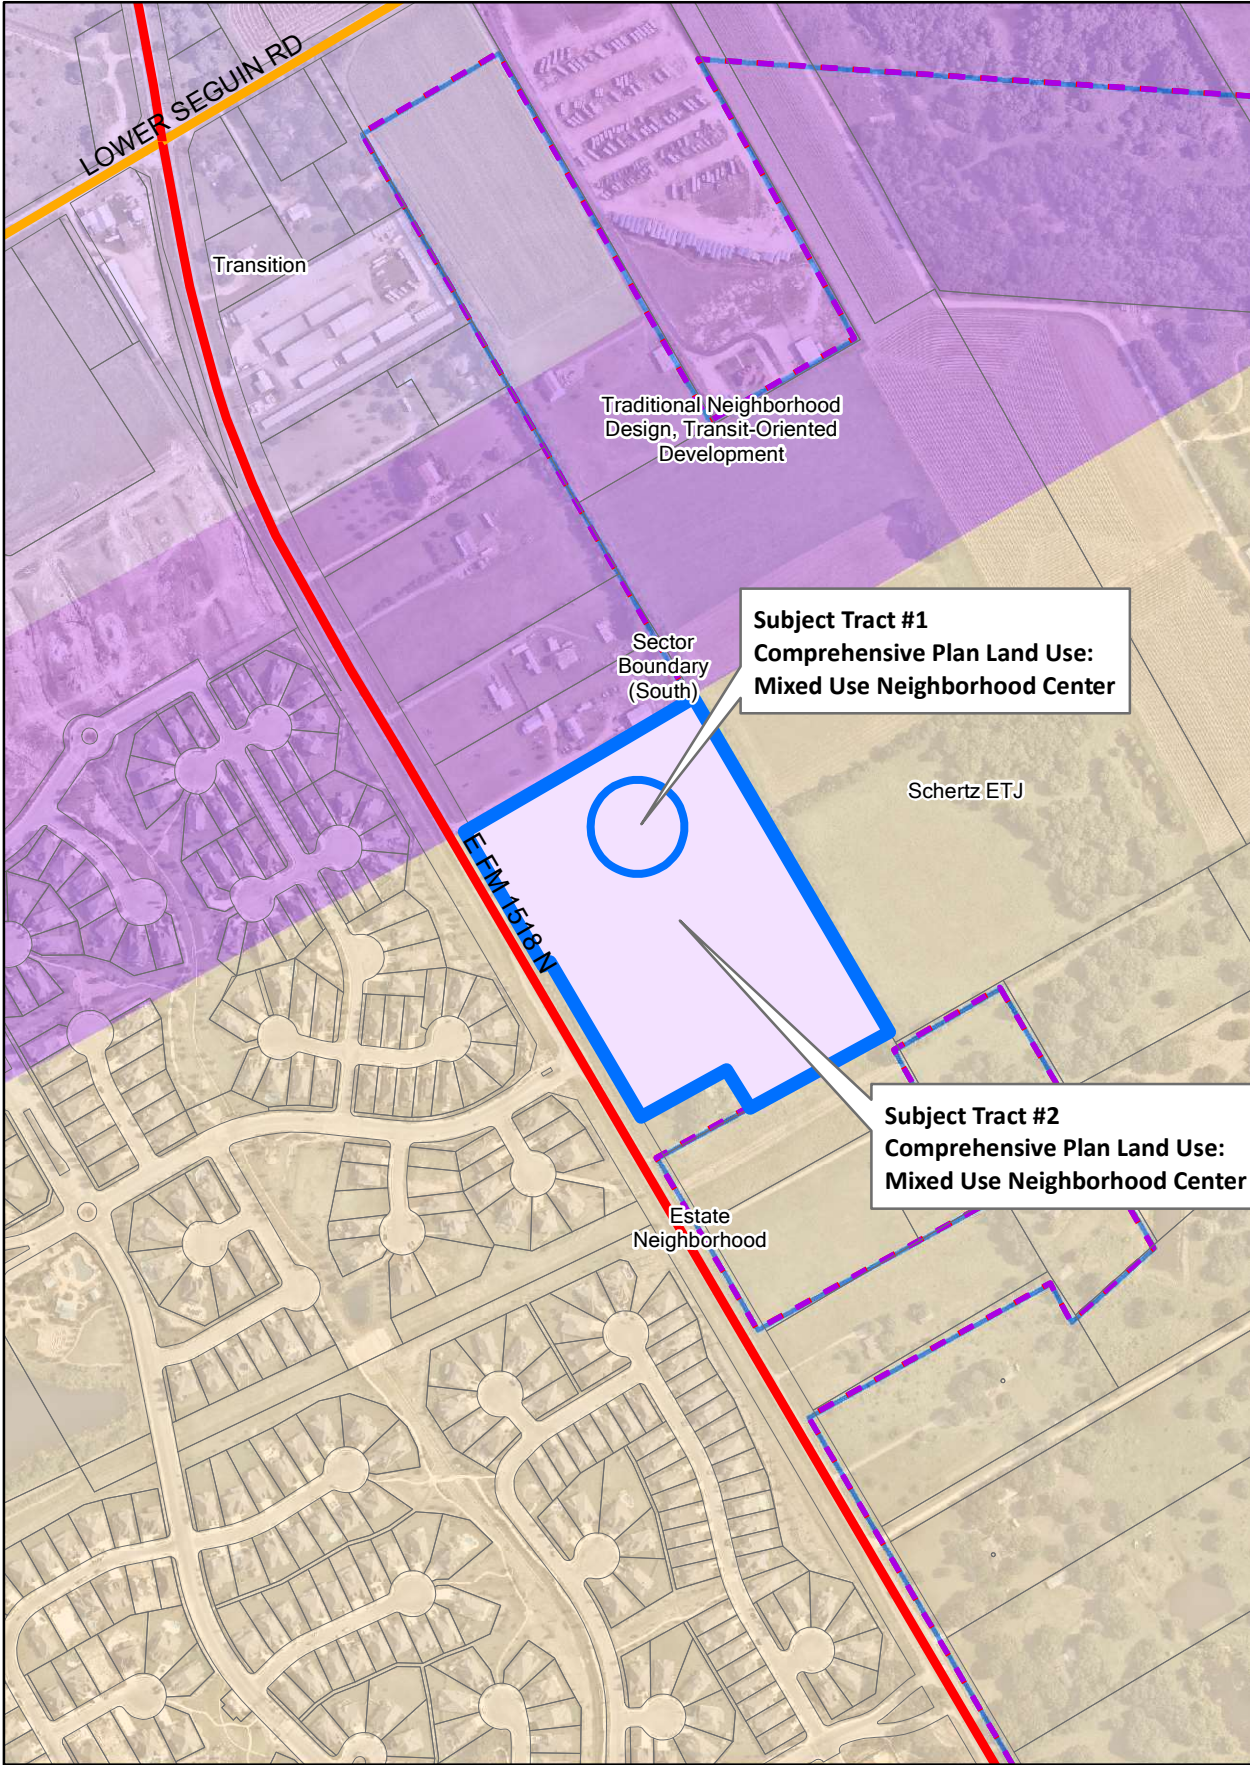 LOWER SEGUIN RD
Transition
Traditional Neighborhood
Design, Transit-Oriented
Development
Subject Tract #1
Comprehensive Plan Land Use:
Mixed Use Neighborhood Center
Sector
Boundary
(South)
Schertz ETJ
E FM 1518 N
Subject Tract #2
Comprehensive Plan Land Use:
Mixed Use Neighborhood Center
Estate
Neighborhood